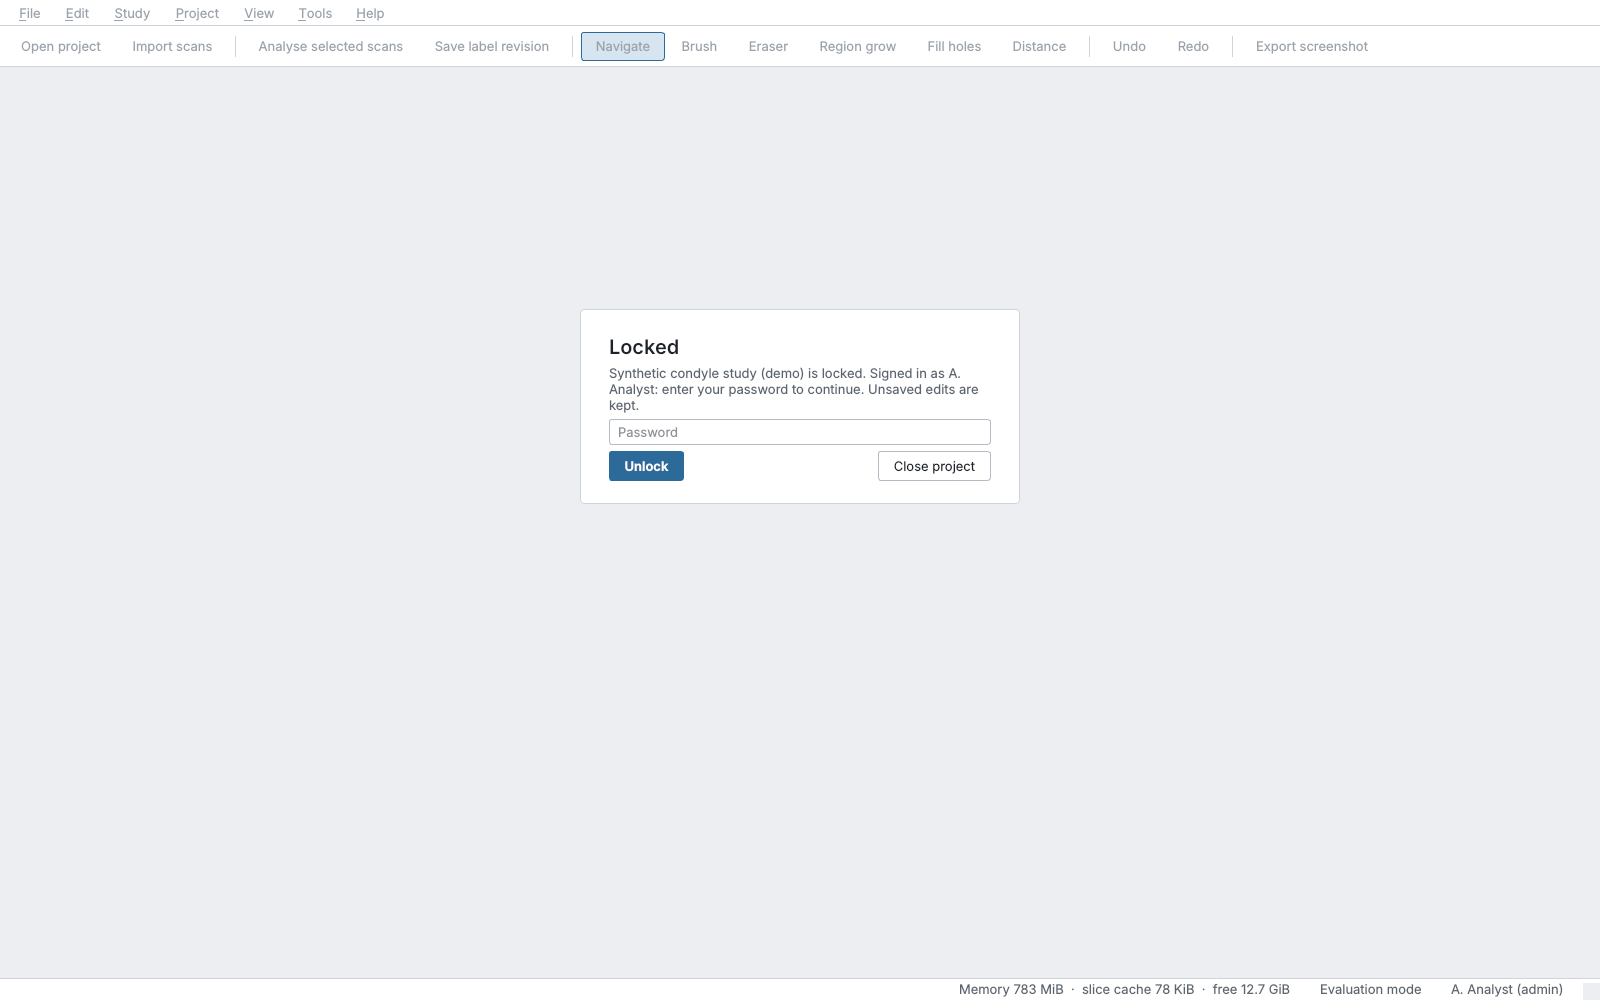 File Edit Study Project View Tools Help
Open project Import scans Analyse selected scans Save label revision Navigate Brush Eraser Region grow Fill holes Distance Undo Redo Export screenshot
Locked
Synthetic condyle study (demo) is locked. Signed in as A.
Analyst: enter your password to continue. Unsaved edits are
kept.
Password
Unlock Close project
Memory 783 MiB · slice cache 78 KiB · free 12.7 GiB Evaluation mode A. Analyst (admin)